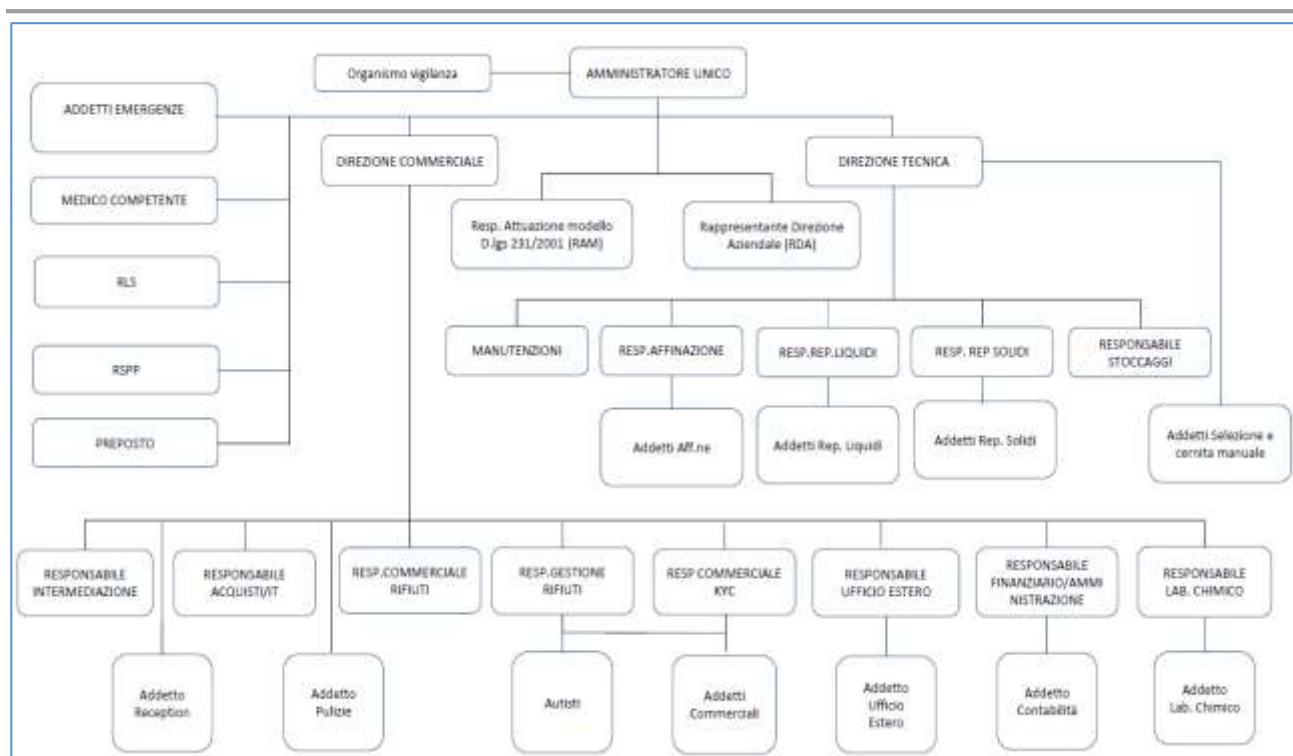 Organismo vigilanza
AMMINISTRATORE UNICO
ADDETTI EMERGENZE
DIREZIONE COMMERCIALE
DIREZIONE TECNICA
MEDICO COMPETENTE
Resp. Attuazione modello
D.lgs 231/2001 (RAM)
Rappresentante Direzione
Aziendale (RDA)
RLS
MANUTENZIONI
RESP.AFFINAZIONE
RESP.REP.LIQUIDI
RESP. REP SOLIDI
RESPONSABILE
STOCCAGGI
RSPP
PREPOSTO
Addetti Aff.ne
Addetti Rep. Liquidi
Addetti Rep. Solidi
Addetti Selezione e
cernita manuale
RESPONSABILE
INTERMEDIAZIONE
RESPONSABILE
ACQUISTI/IT
RESP.COMMERCIALE
RIFIUTI
RESP.GESTIONE
RIFIUTI
RESP COMMERCIALE
KYC
RESPONSABILE
UFFICIO ESTERO
RESPONSABILE
FINANZIARIO/AMMI
NISTRAZIONE
RESPONSABILE
LAB. CHIMICO
Addetto
Reception
Addetto
Pulizie
Autisti
Addetti
Commerciali
Addetto
Ufficio
Estero
Addetto
Contabilità
Addetto
Lab. Chimico